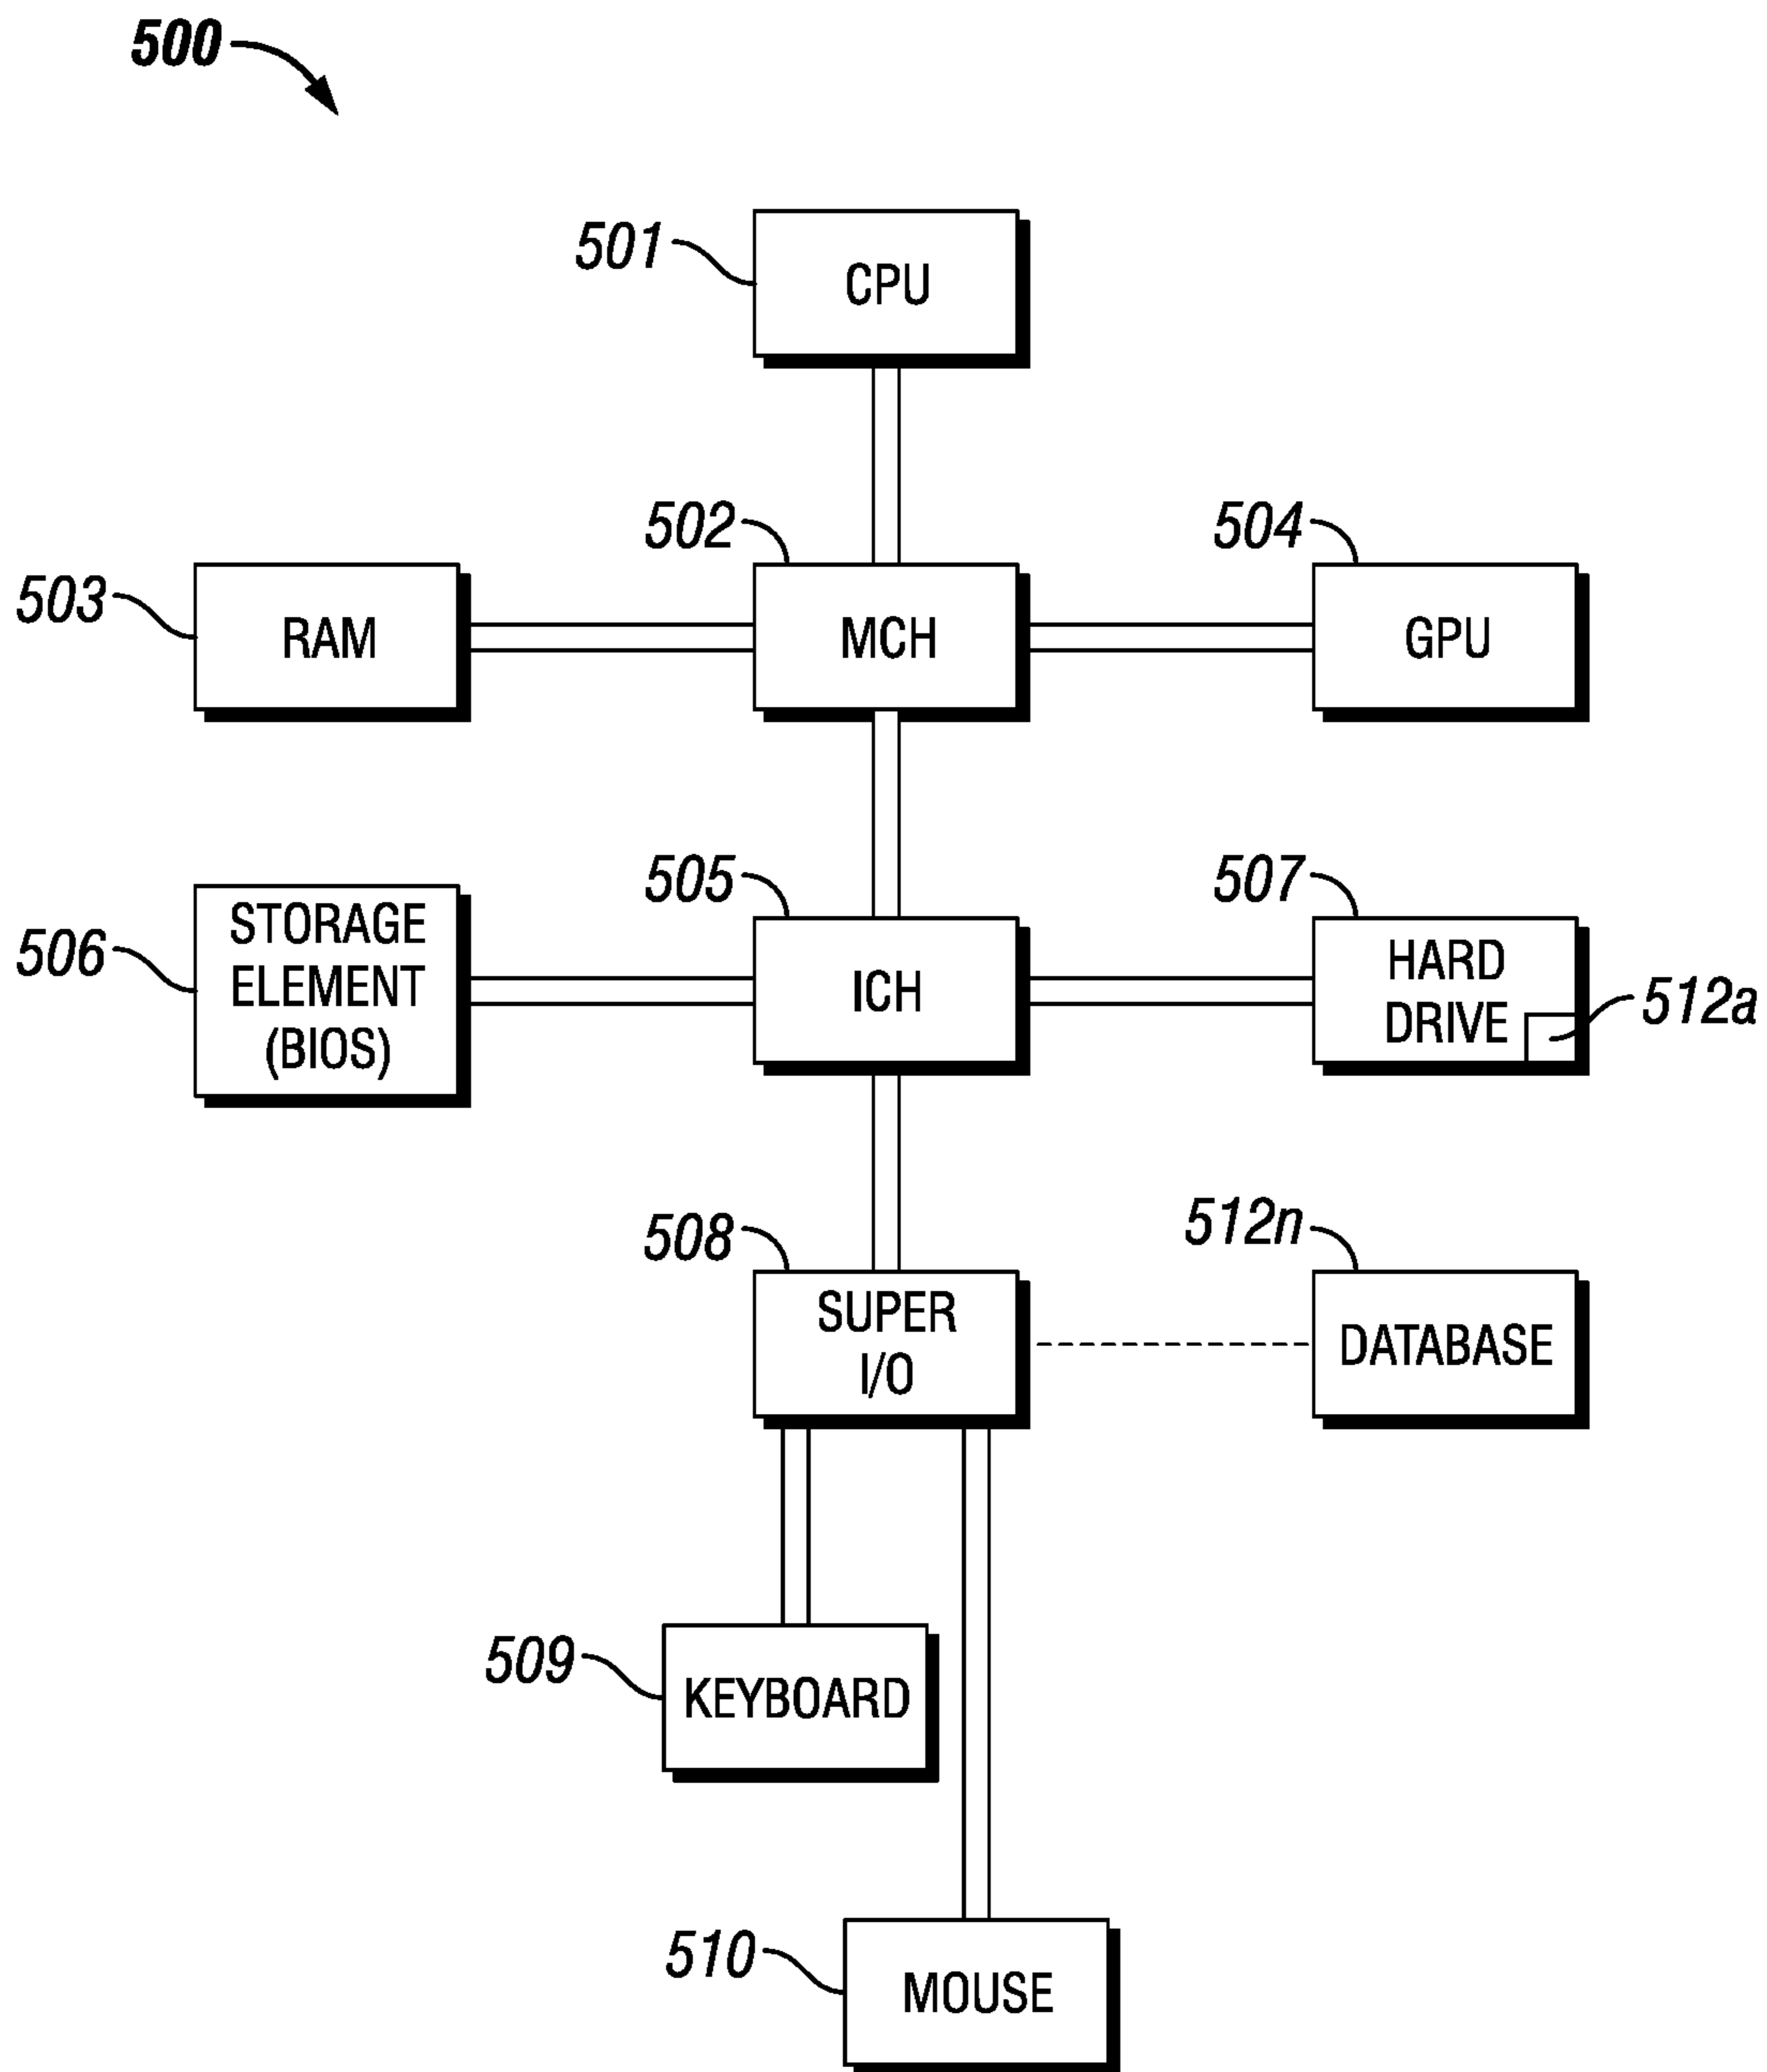 500
501
CPU
502
504
503
RAM
MCH
GPU
505
507
506
STORAGE
ELEMENT
(BIOS)
ICH
HARD
DRIVE
512a
508
512n
SUPER
I/O
DATABASE
509
KEYBOARD
510
MOUSE